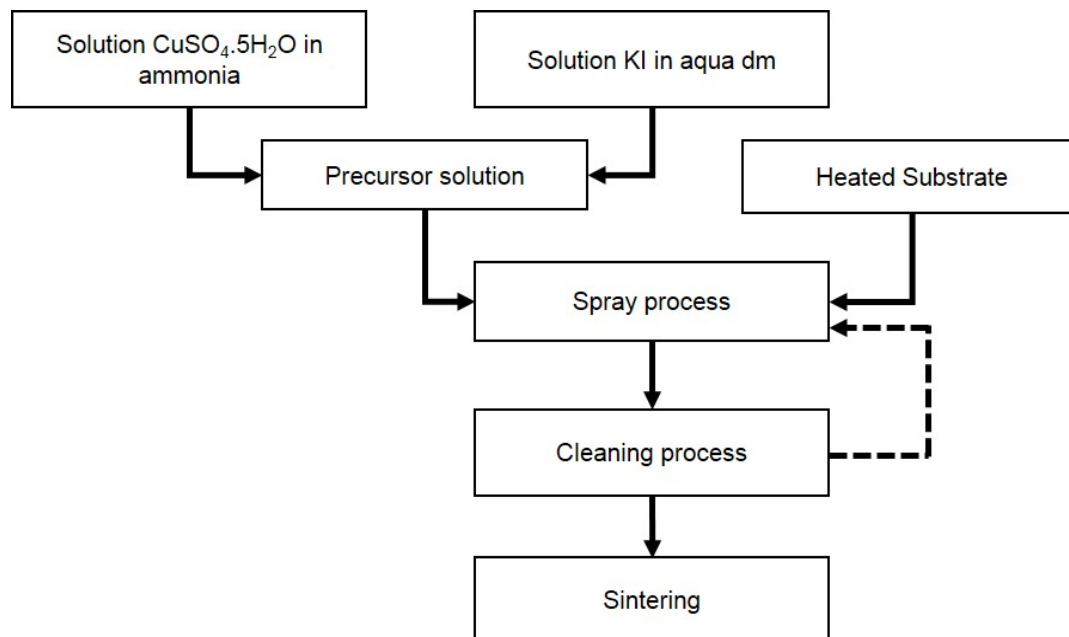 Solution CuSO₄.5H₂O in
ammonia
Solution KI in aqua dm
Precursor solution
Heated Substrate
Spray process
Cleaning process
Sintering